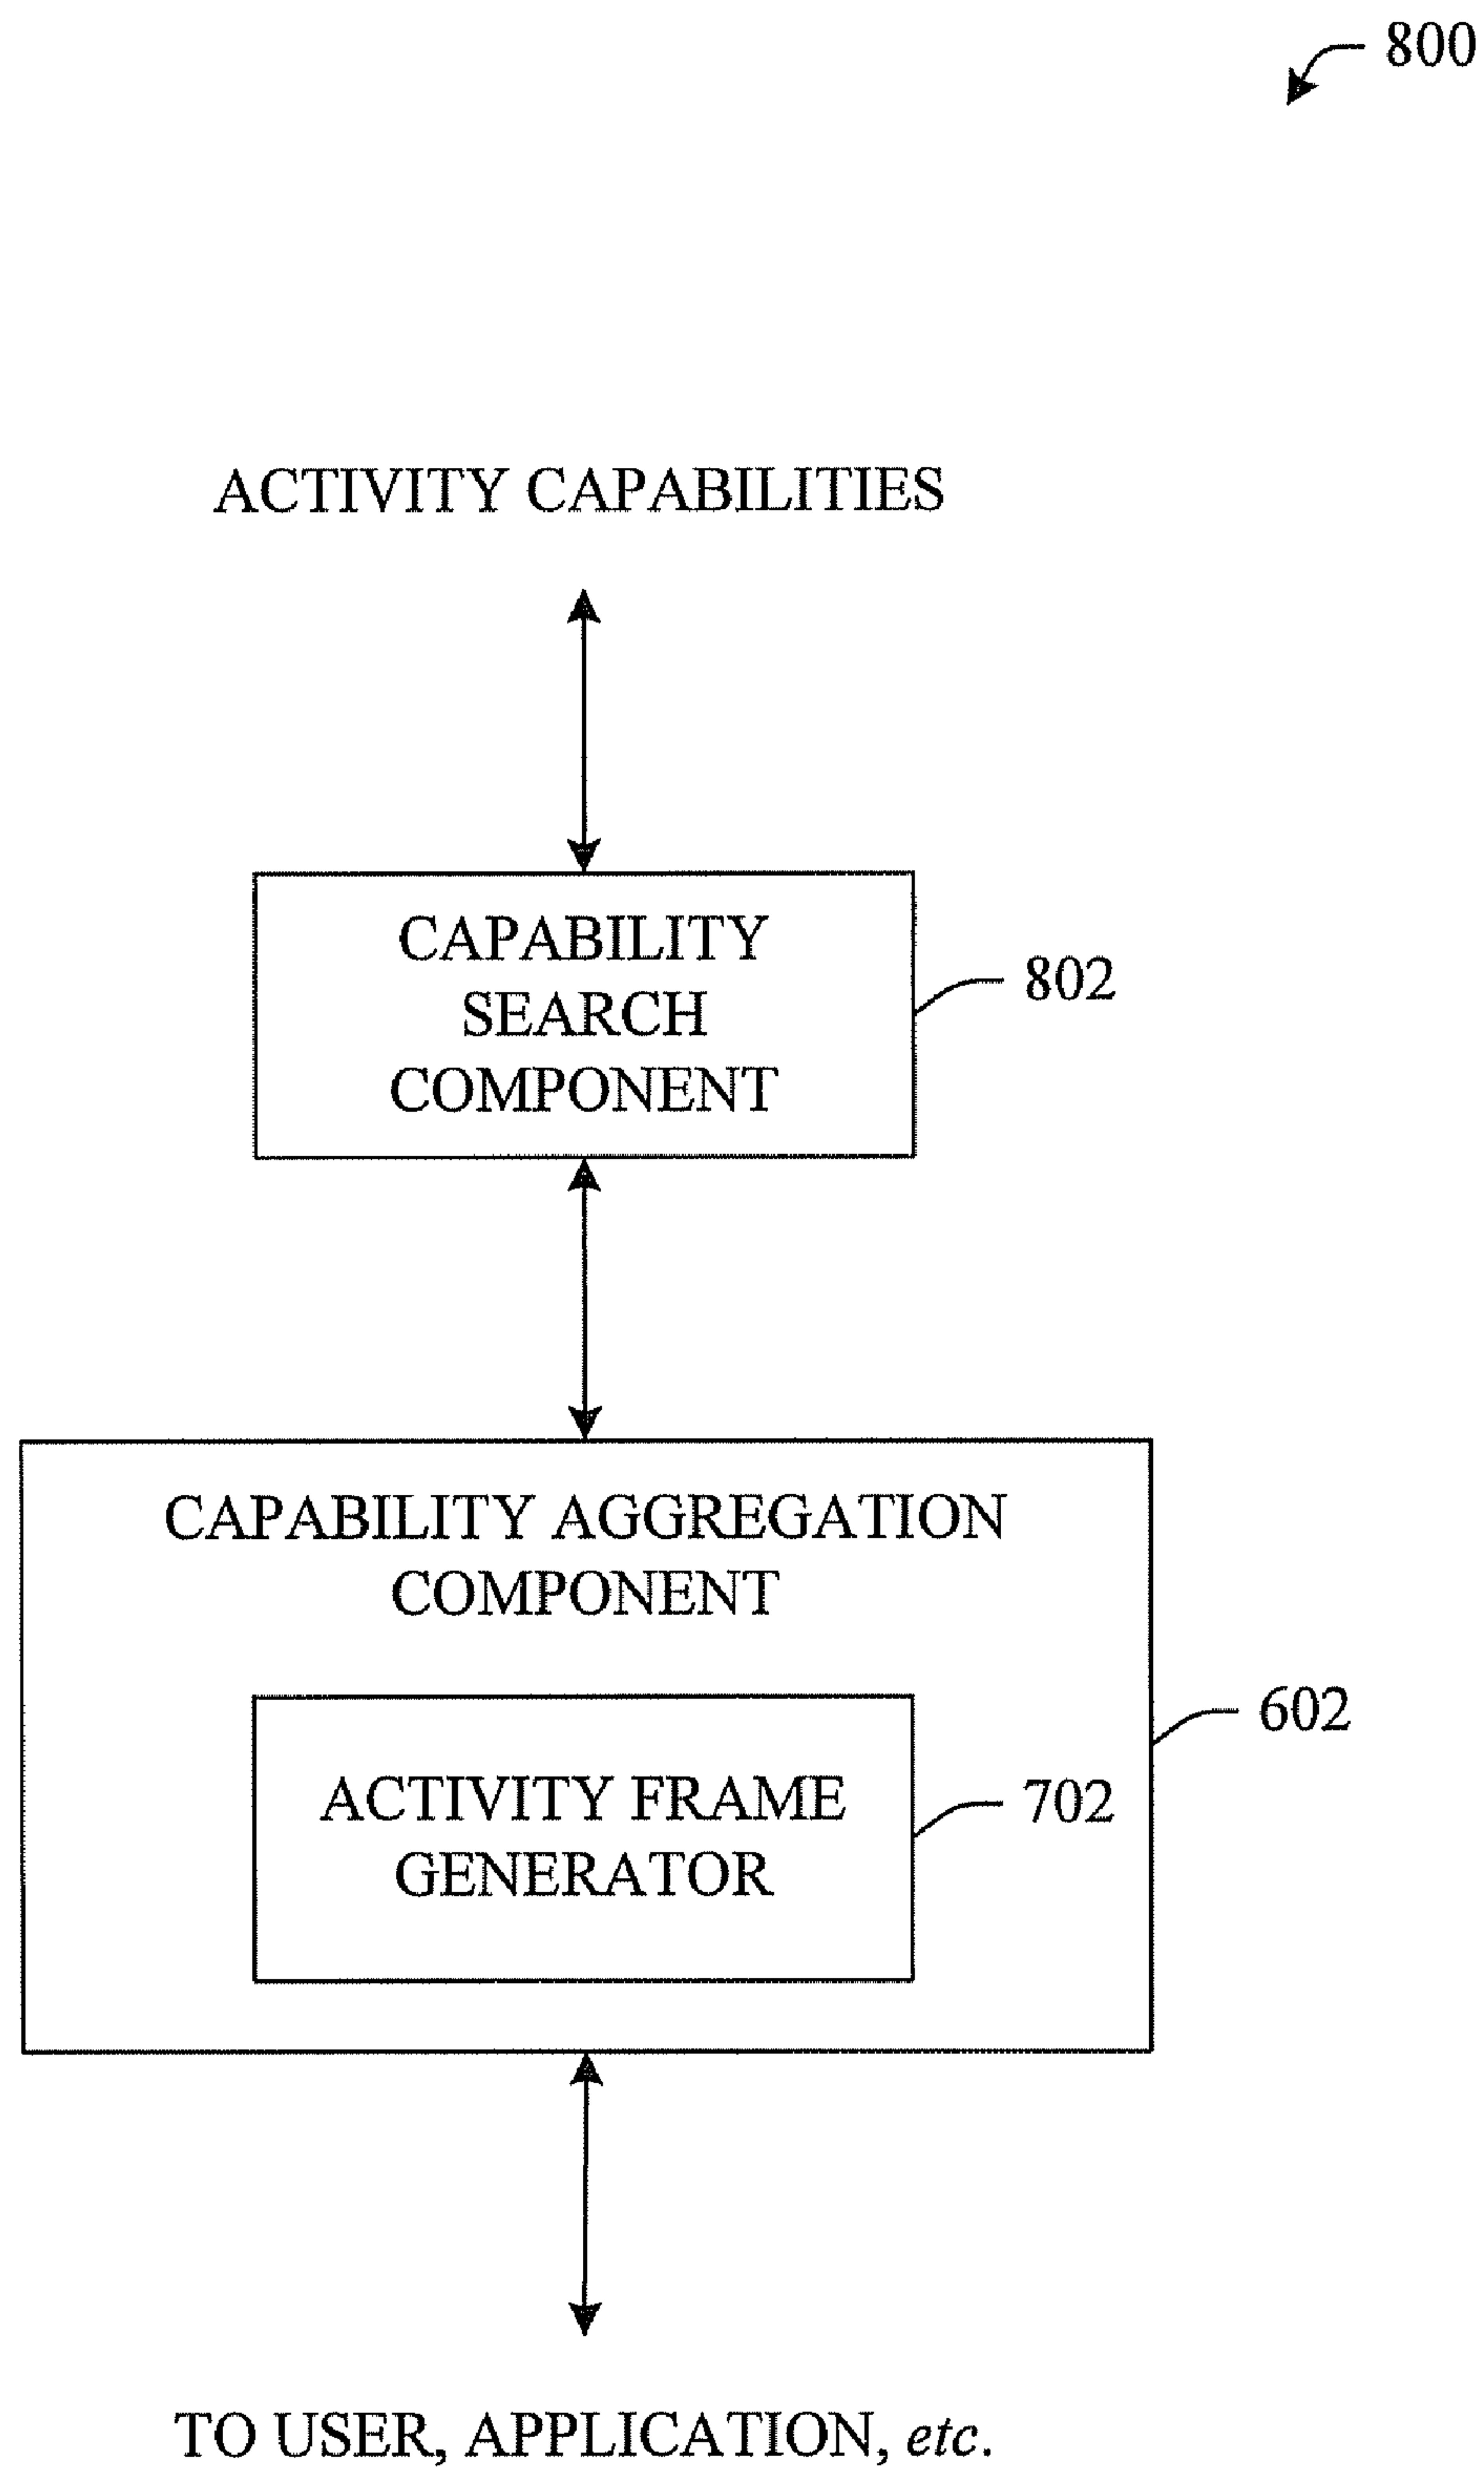 800
ACTIVITY CAPABILITIES
CAPABILITY
SEARCH
COMPONENT
802
CAPABILITY AGGREGATION
COMPONENT
602
ACTIVITY FRAME
GENERATOR
702
TO USER, APPLICATION, etc.